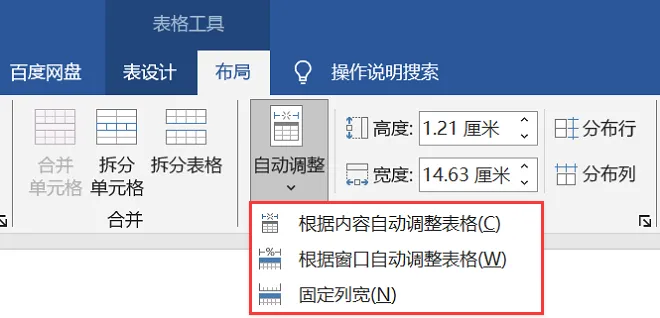 表格工具
百度网盘 表设计 布局 操作说明搜索
合并
单元格
拆分
单元格
拆分表格
合并
自动调整
高度: 1.21 厘米
宽度: 14.63 厘米
分布行
分布列
根据内容自动调整表格(C)
根据窗口自动调整表格(W)
固定列宽(N)